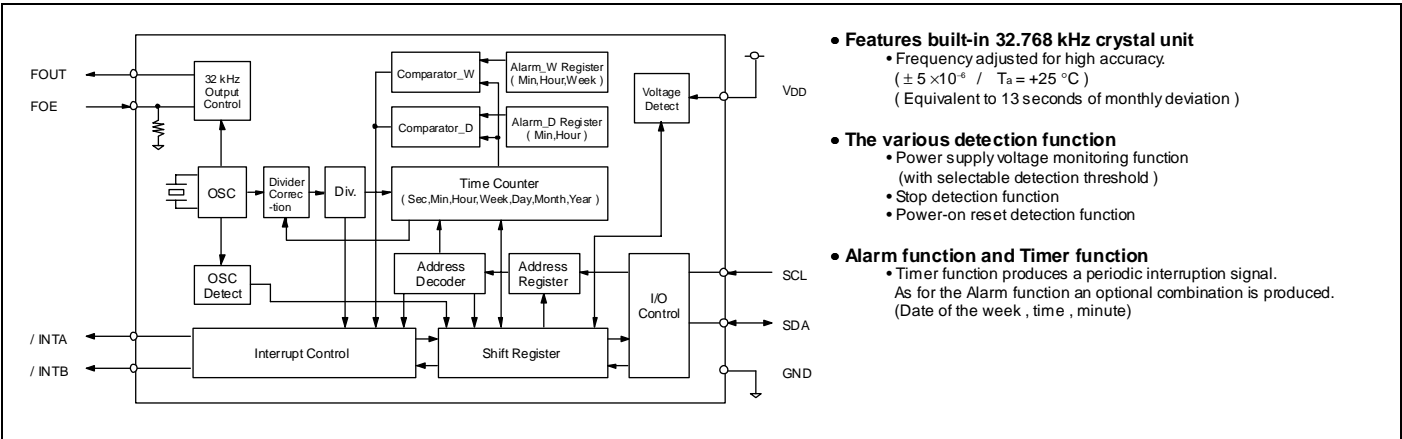 FOUT
FOE
32 kHz
Output
Control
Comparator_W
Alarm_W Register
( Min,Hour,Week )
Comparator_D
Alarm_D Register
( Min,Hour )
Voltage
Detect
VDD
OSC
Divider
Correc
-tion
Div.
Time Counter
( Sec,Min,Hour,Week,Day,Month,Year )
OSC
Detect
Address
Decoder
Address
Register
I/O
Control
SCL
SDA
GND
/ INTA
/ INTB
Interrupt Control
Shift Register
• Features built-in 32.768 kHz crystal unit
• Frequency adjusted for high accuracy.
( ± 5 ×10⁻⁶ / Ta = +25 °C )
( Equivalent to 13 seconds of monthly deviation )
• The various detection function
• Power supply voltage monitoring function
(with selectable detection threshold )
• Stop detection function
• Power-on reset detection function
• Alarm function and Timer function
• Timer function produces a periodic interruption signal.
As for the Alarm function an optional combination is produced.
(Date of the week , time , minute)